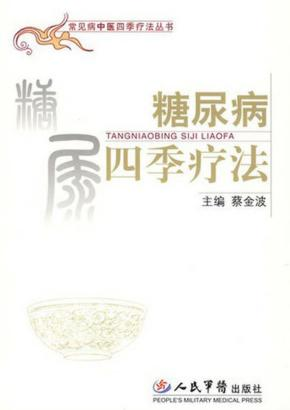 常见病中医四季疗法丛书
糖尿病
TANGNIAOBING SIJI LIAOFA
四季疗法
糖
尿
主编 蔡金波
人民军医出版社
PEOPLE'S MILITARY MEDICAL PRESS